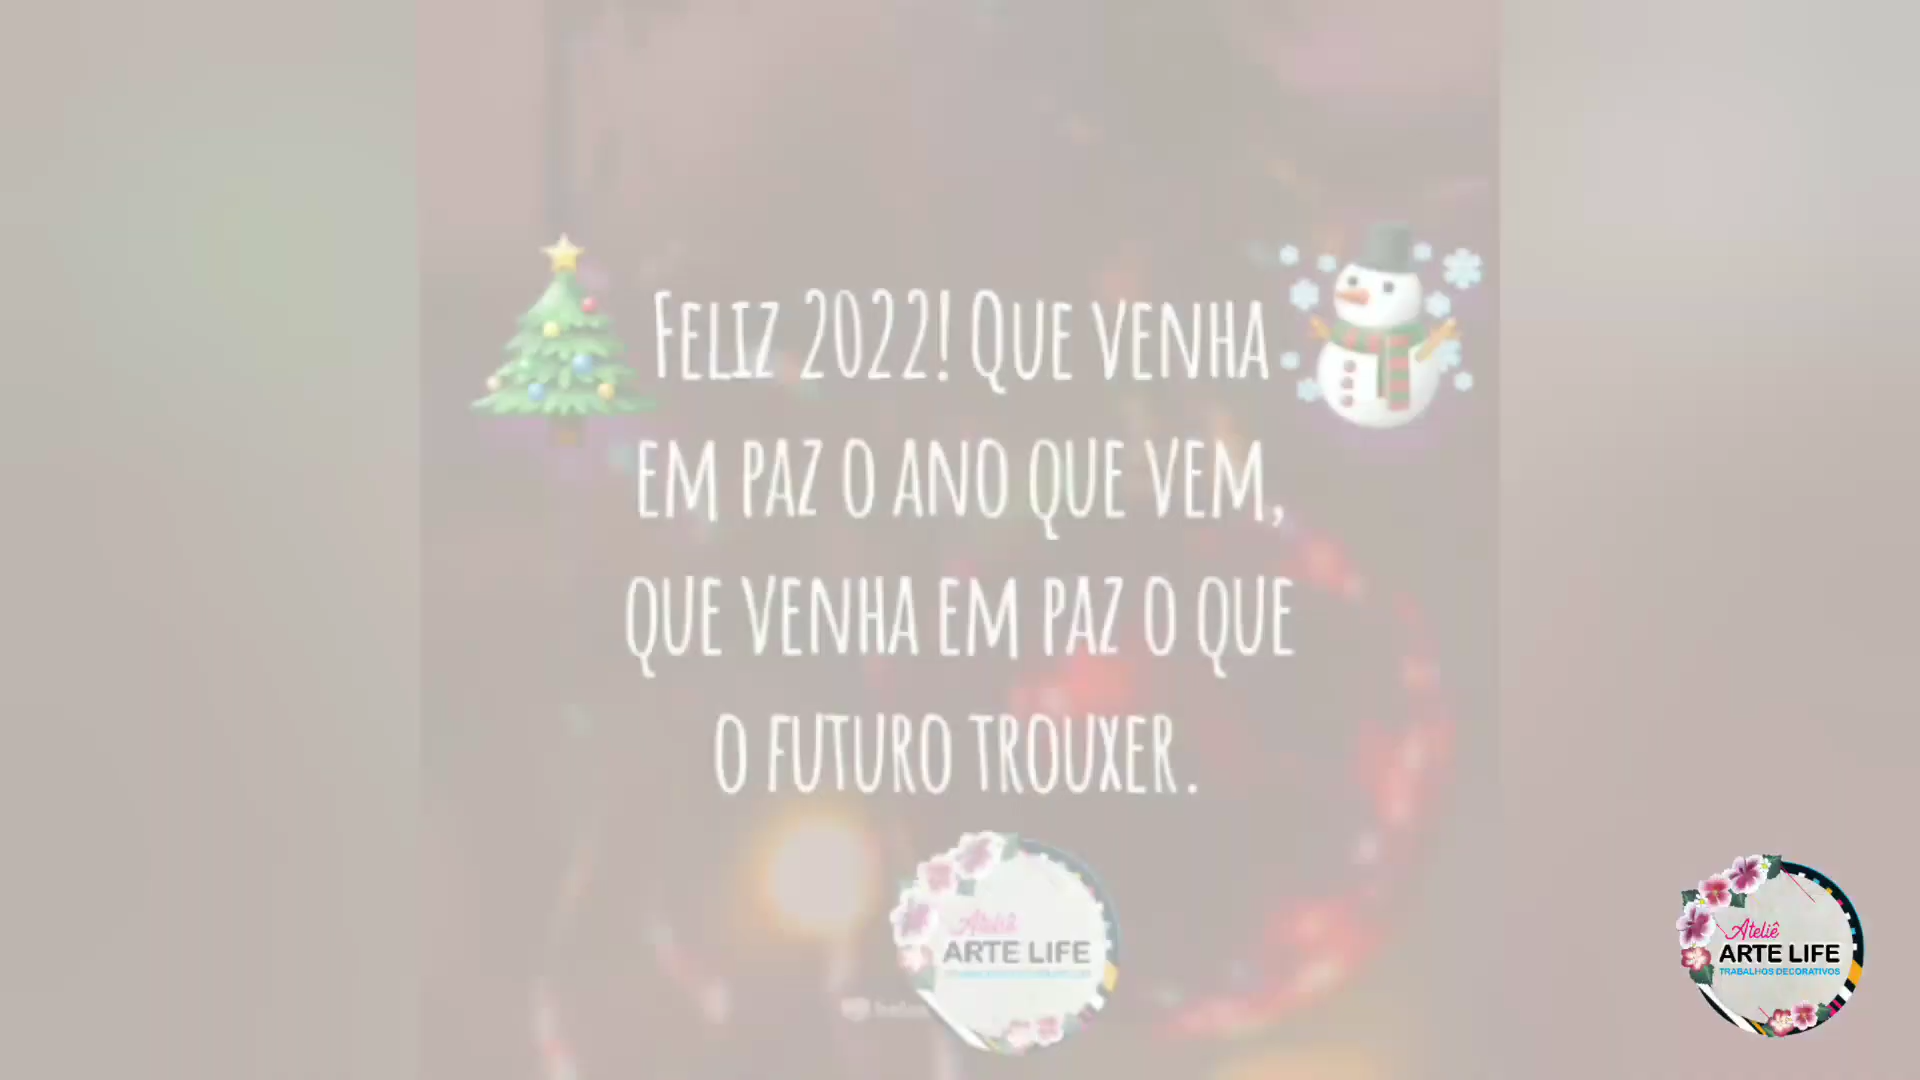 Feliz 2022! Que venha
em paz o ano que vem,
que venha em paz o que
o futuro trouxer.
Ateliê
ARTE LIFE
Ateliê
ARTE LIFE
TRABALHOS DECORATIVOS